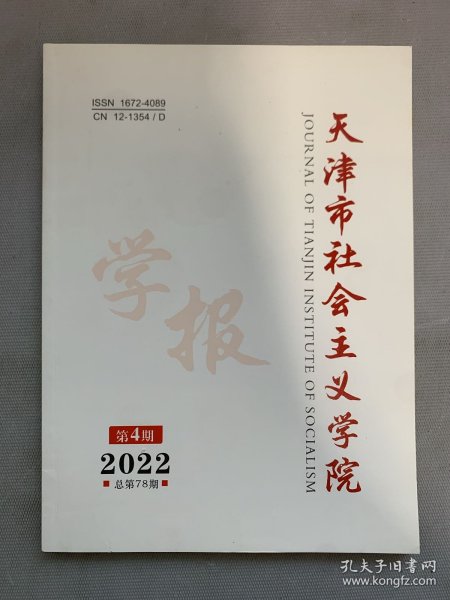 ISSN 1672-4089
CN 12-1354 / D
天津市社会主义学院
JOURNAL OF TIANJIN INSTITUTE OF SOCIALISM
学报
第4期
2022
总第78期
孔夫子旧书网
www.kongfz.com